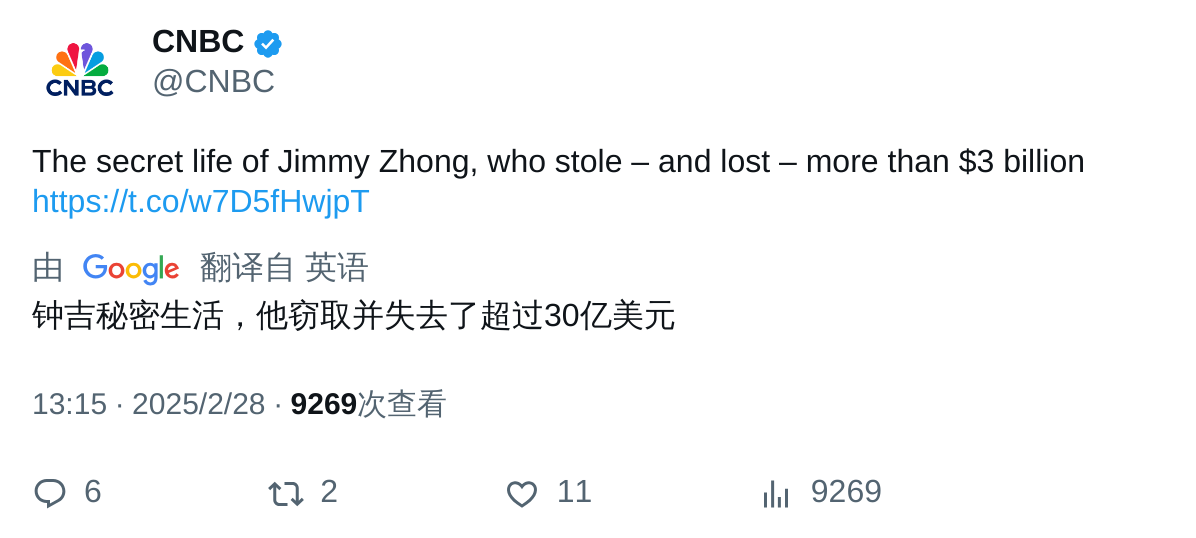 CNBC
CNBC
@CNBC
The secret life of Jimmy Zhong, who stole – and lost – more than $3 billion
https://t.co/w7D5fHwjpT
由 Google 翻译自 英语
钟吉秘密生活，他窃取并失去了超过30亿美元
13:15 · 2025/2/28 · 9269次查看
6 2 11 9269